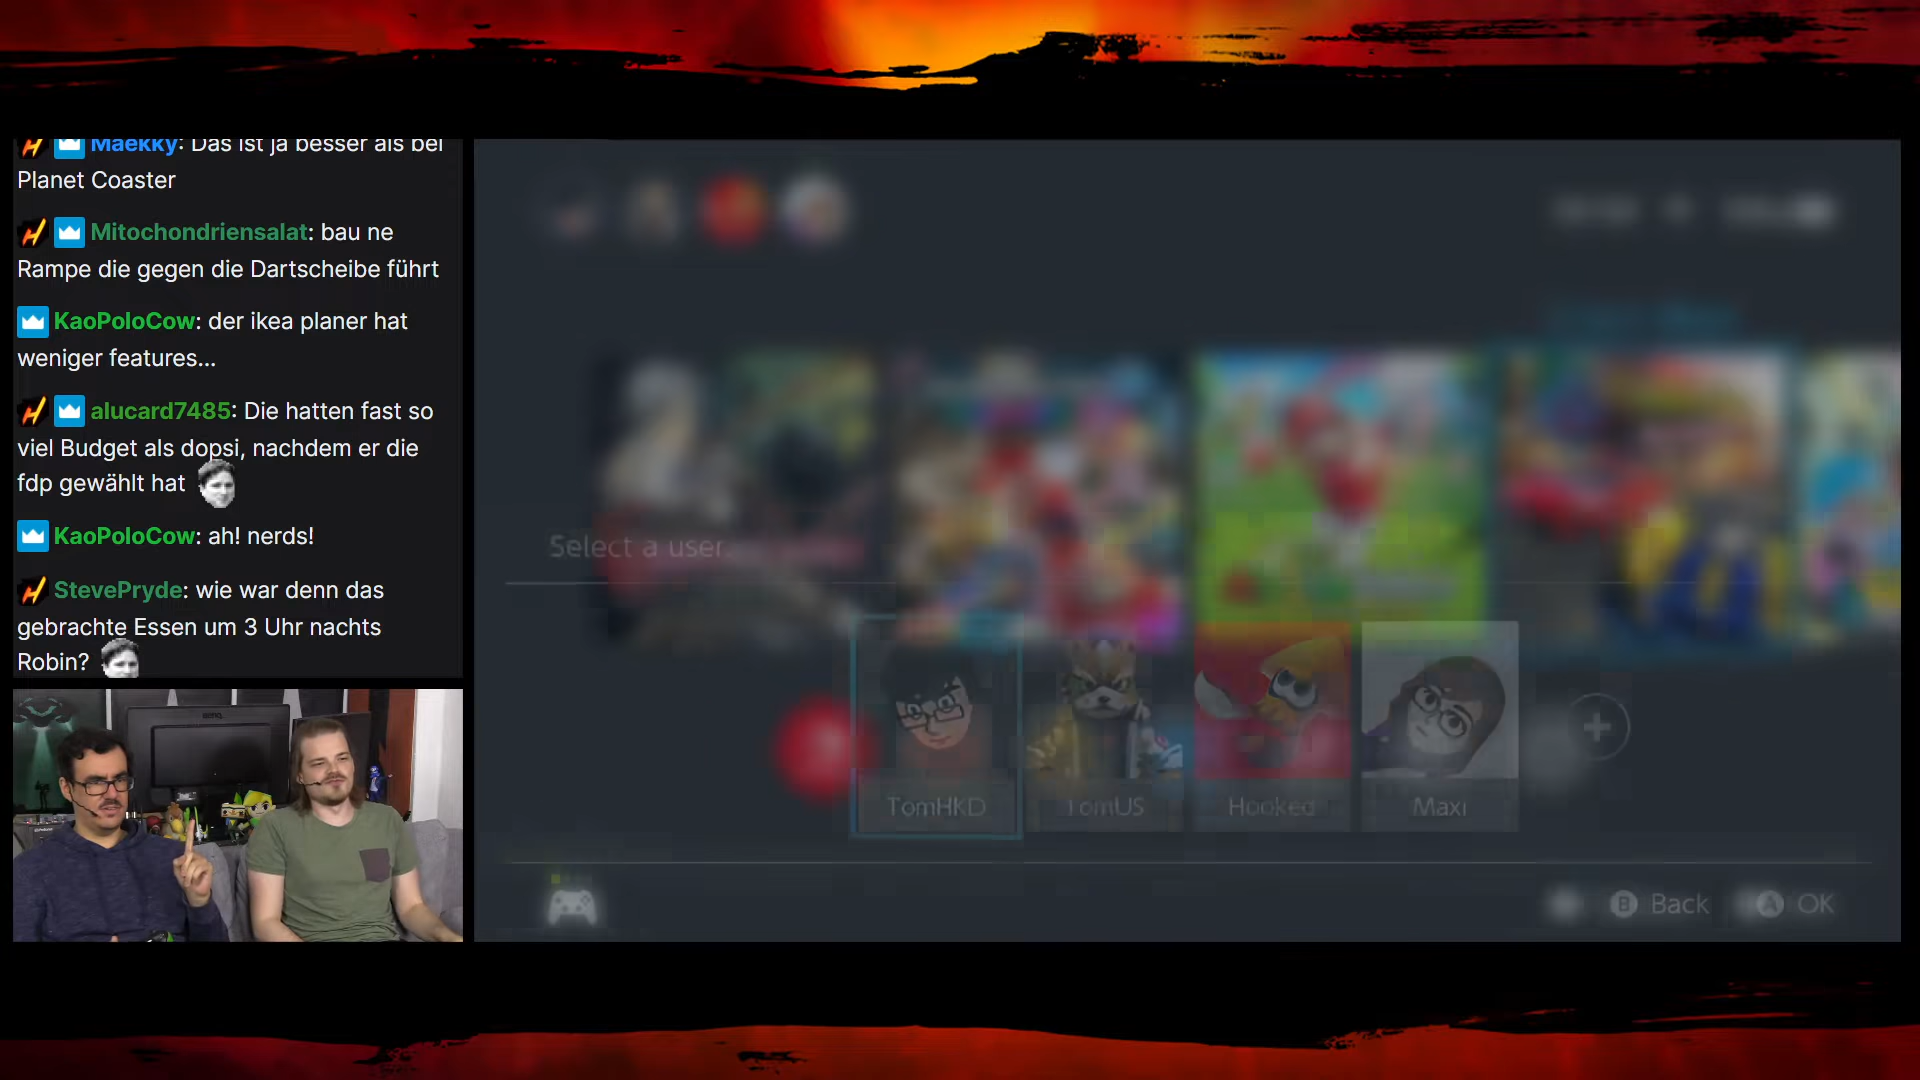 Maekky: Das ist ja besser als bei
Planet Coaster
Mitochondriensalat: bau ne
Rampe die gegen die Dartscheibe führt
KaoPoloCow: der ikea planer hat
weniger features...
alucard7485: Die hatten fast so
viel Budget als dopsi, nachdem er die
fdp gewählt hat
KaoPoloCow: ah! nerds!
StevePryde: wie war denn das
gebrachte Essen um 3 Uhr nachts
Robin?
BenQ
Select a user.
TomHKD
TomUS
Hooked
Maxi
B Back
A OK